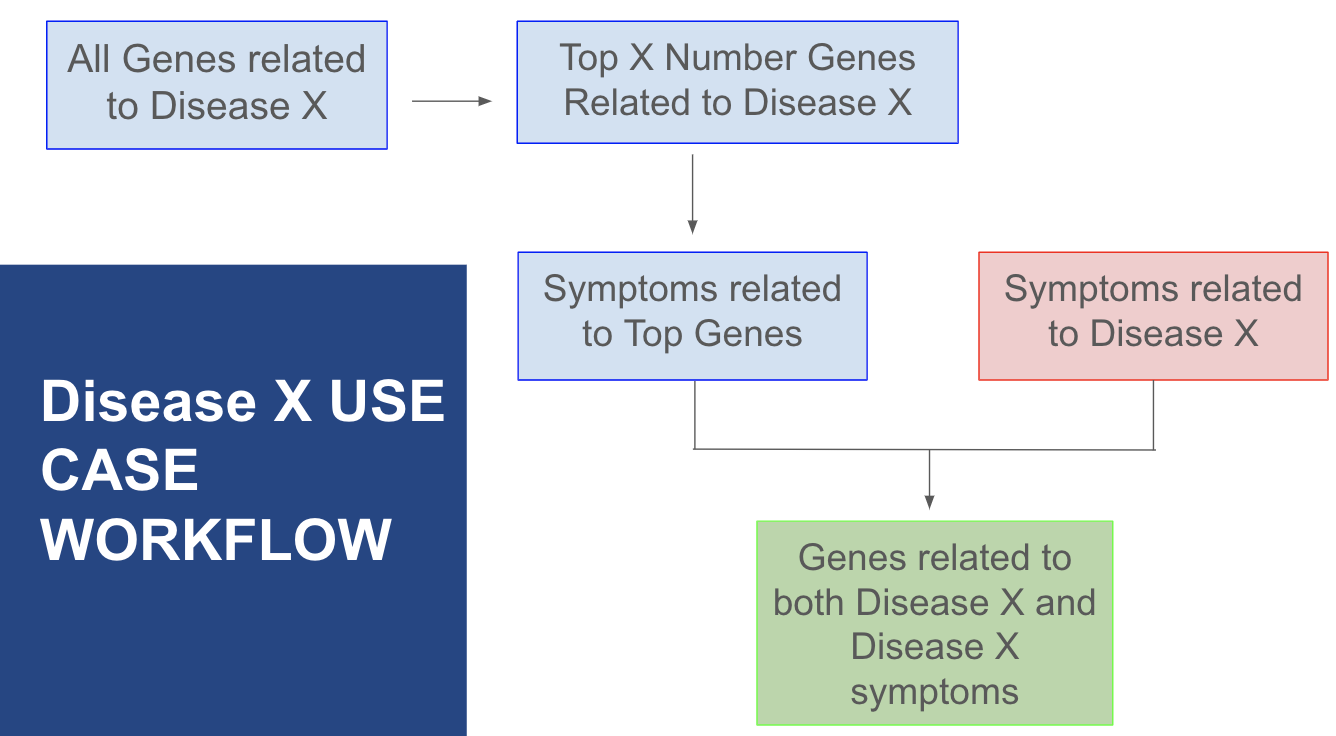 All Genes related
to Disease X
Top X Number Genes
Related to Disease X
Symptoms related
to Top Genes
Symptoms related
to Disease X
Disease X USE
CASE
WORKFLOW
Genes related to
both Disease X and
Disease X
symptoms